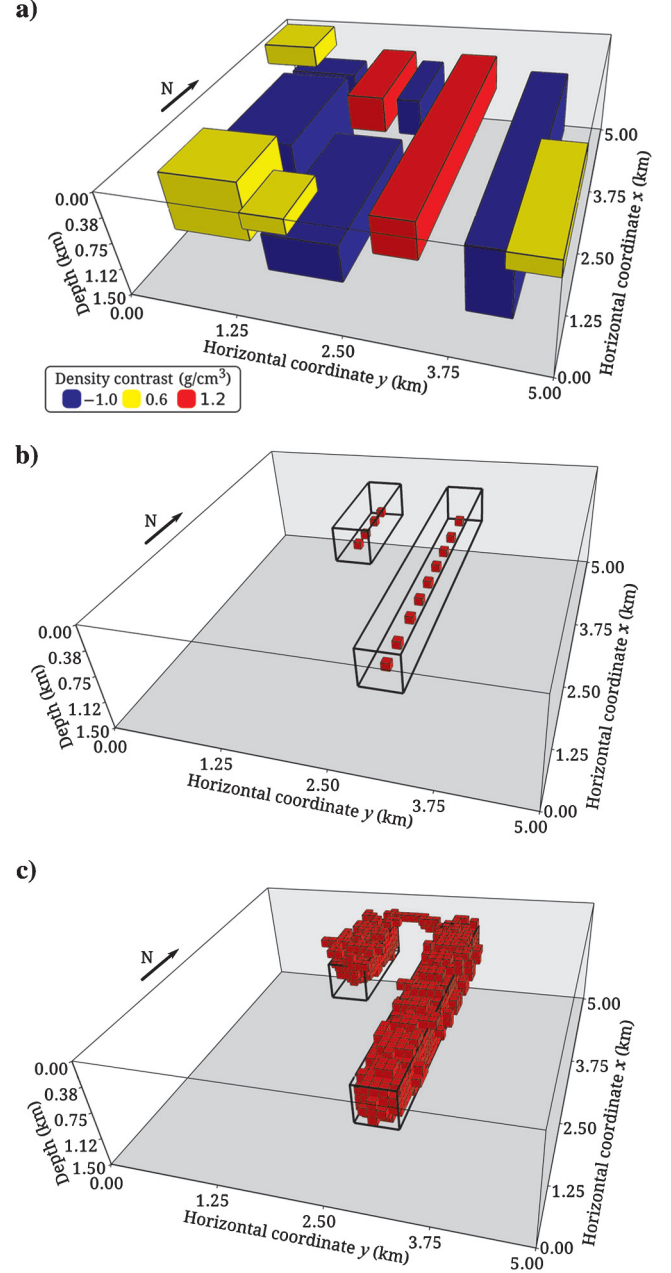 a)
N
5.00
3.75
2.50
1.25
0.00
Horizontal coordinate x (km)
0.00
0.38
0.75
1.12
1.50
Depth (km)
0.00
1.25
2.50
3.75
5.00
Horizontal coordinate y (km)
Density contrast (g/cm³)
−1.0 0.6 1.2
b)
N
5.00
3.75
2.50
1.25
0.00
Horizontal coordinate x (km)
0.00
0.38
0.75
1.12
1.50
Depth (km)
0.00
1.25
2.50
3.75
5.00
Horizontal coordinate y (km)
c)
N
5.00
3.75
2.50
1.25
0.00
Horizontal coordinate x (km)
0.00
0.38
0.75
1.12
1.50
Depth (km)
0.00
1.25
2.50
3.75
5.00
Horizontal coordinate y (km)